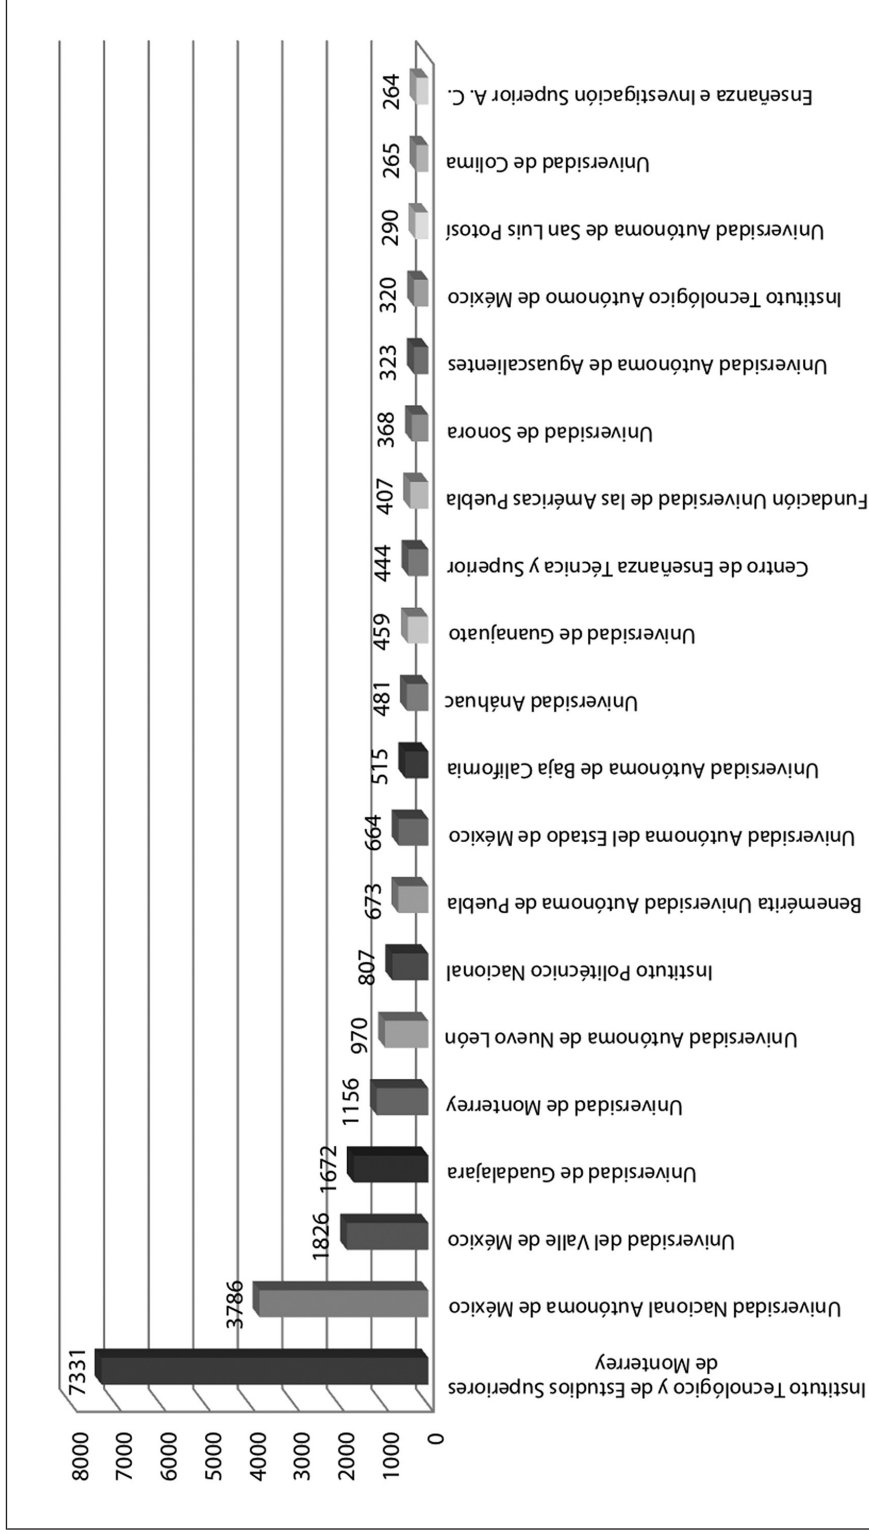 8000
7000
6000
5000
4000
3000
2000
1000
0
7331
3786
1826
1672
1156
970
807
673
664
515
481
459
444
407
368
323
320
290
265
264
Instituto Tecnológico y de Estudios Superiores
de Monterrey
Universidad Nacional Autónoma de México
Universidad del Valle de México
Universidad de Guadalajara
Universidad de Monterrey
Universidad Autónoma de Nuevo León
Instituto Politécnico Nacional
Benemérita Universidad Autónoma de Puebla
Universidad Autónoma del Estado de México
Universidad Autónoma de Baja California
Universidad Anáhuac
Universidad de Guanajuato
Centro de Enseñanza Técnica y Superior
Fundación Universidad de las Américas Puebla
Universidad de Sonora
Universidad Autónoma de Aguascalientes
Instituto Tecnológico Autónomo de México
Universidad Autónoma de San Luis Potosí
Universidad de Colima
Enseñanza e Investigación Superior A. C.